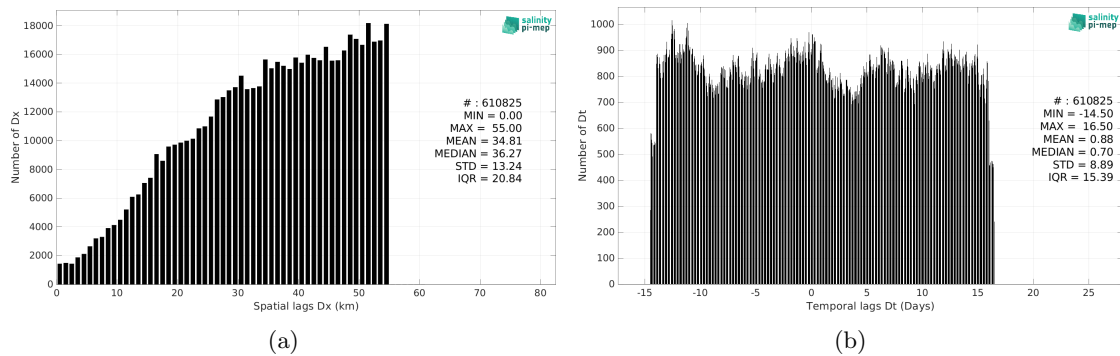 18000
16000
14000
12000
10000
8000
6000
4000
2000
0
Number of Dx
0 10 20 30 40 50 60 70 80
Spatial lags Dx (km)
salinity
pi-mep
# : 610825
MIN = 0.00
MAX = 55.00
MEAN = 34.81
MEDIAN = 36.27
STD = 13.24
IQR = 20.84
(a)
1000
900
800
700
600
500
400
300
200
100
0
Number of Dt
-15 -10 -5 0 5 10 15 20 25
Temporal lags Dt (Days)
salinity
pi-mep
# : 610825
MIN = -14.50
MAX = 16.50
MEAN = 0.88
MEDIAN = 0.70
STD = 8.89
IQR = 15.39
(b)